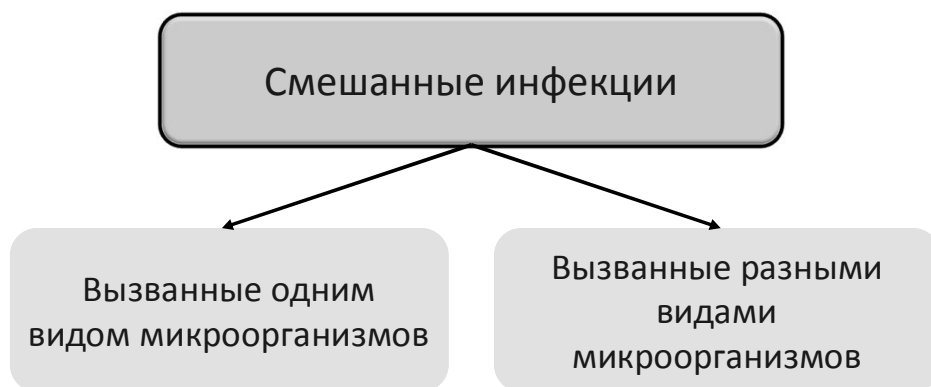 Смешанные инфекции
Вызванные одним
видом микроорганизмов
Вызванные разными
видами
микроорганизмов